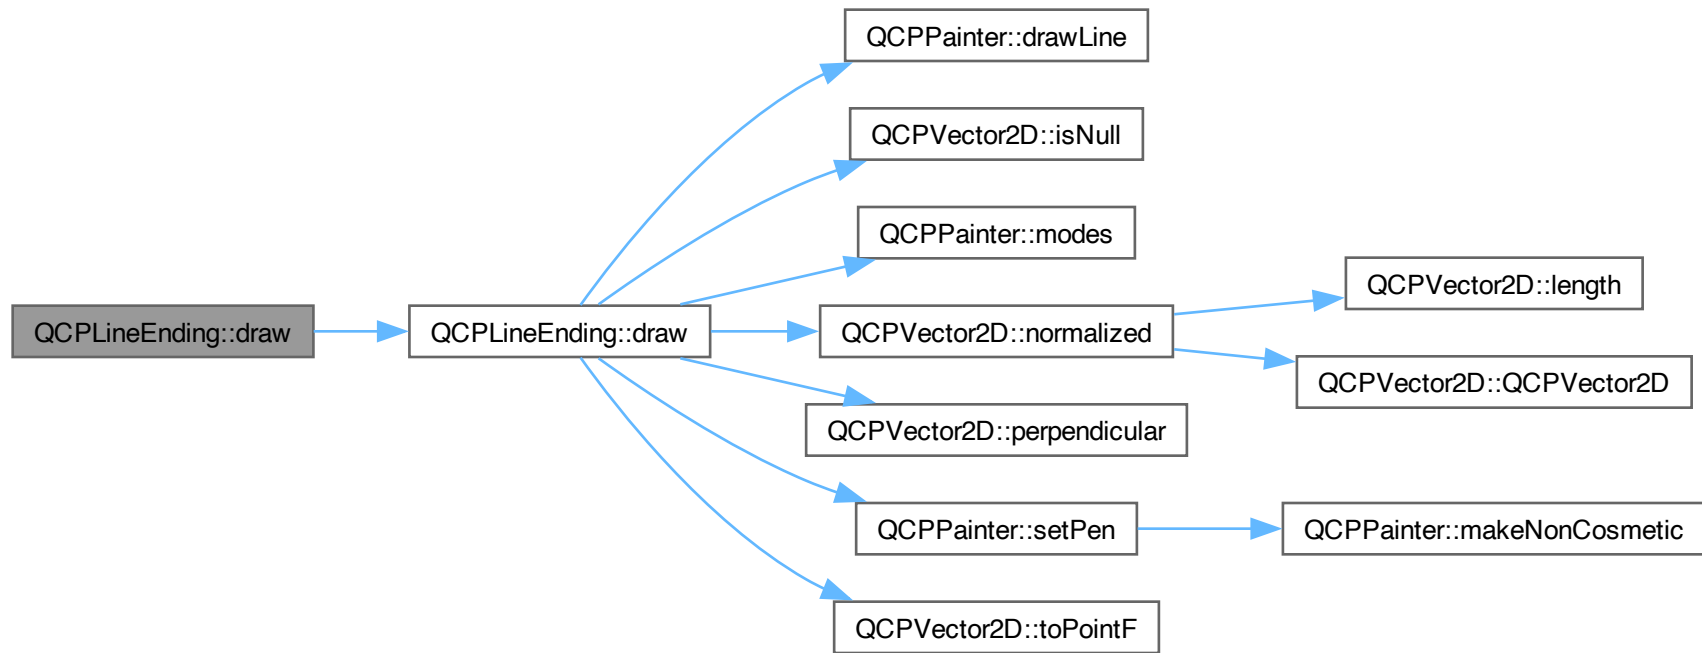 QCPLineEnding::draw
QCPLineEnding::draw
QCPPainter::drawLine
QCPVector2D::isNull
QCPPainter::modes
QCPVector2D::normalized
QCPVector2D::length
QCPVector2D::QCPVector2D
QCPVector2D::perpendicular
QCPPainter::setPen
QCPPainter::makeNonCosmetic
QCPVector2D::toPointF